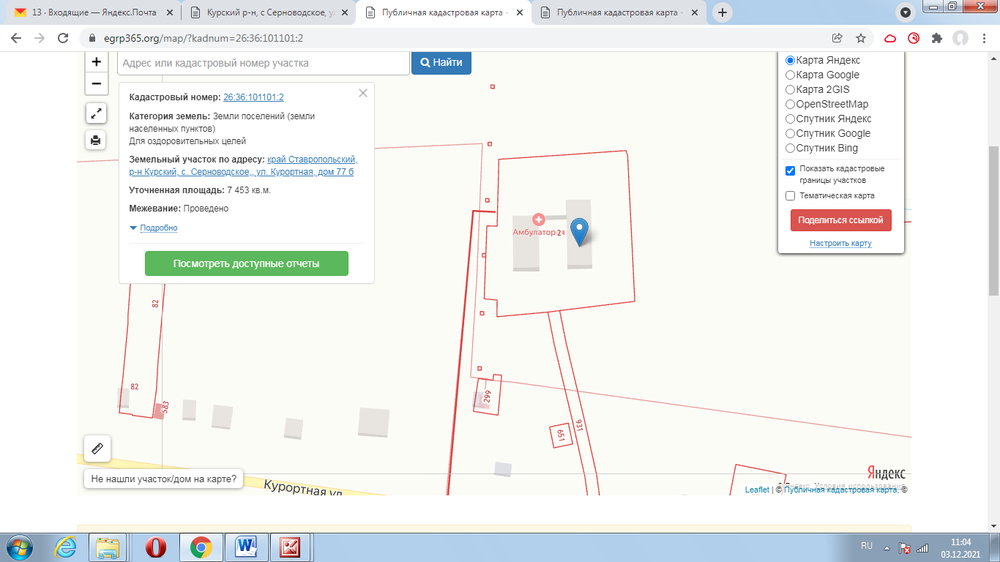 13 · Входящие — Яндекс.Почта
Курский р-н, с Серноводское, ул
Публичная кадастровая карта -
Публичная кадастровая карта -
egrp365.org/map/?kadnum=26:36:101101:2
+
−
Адрес или кадастровый номер участка
Найти
Кадастровый номер: 26:36:101101:2
Категория земель: Земли поселений (земли
населенных пунктов)
Для оздоровительных целей
Земельный участок по адресу: край Ставропольский,
р-н Курский, с. Серноводское,, ул. Курортная, дом 77 б
Уточненная площадь: 7 453 кв.м.
Межевание: Проведено
Подробно
Посмотреть доступные отчеты
Карта Яндекс
Карта Google
Карта 2GIS
OpenStreetMap
Спутник Яндекс
Спутник Google
Спутник Bing
Показать кадастровые
границы участков
Тематическая карта
Поделиться ссылкой
Настроить карту
2
82
82
583
299
651
931
Курортная ул
Не нашли участок/дом на карте?
Яндекс
Условия использования
Leaflet | © Публичная кадастровая карта, ©
RU
11:04
03.12.2021